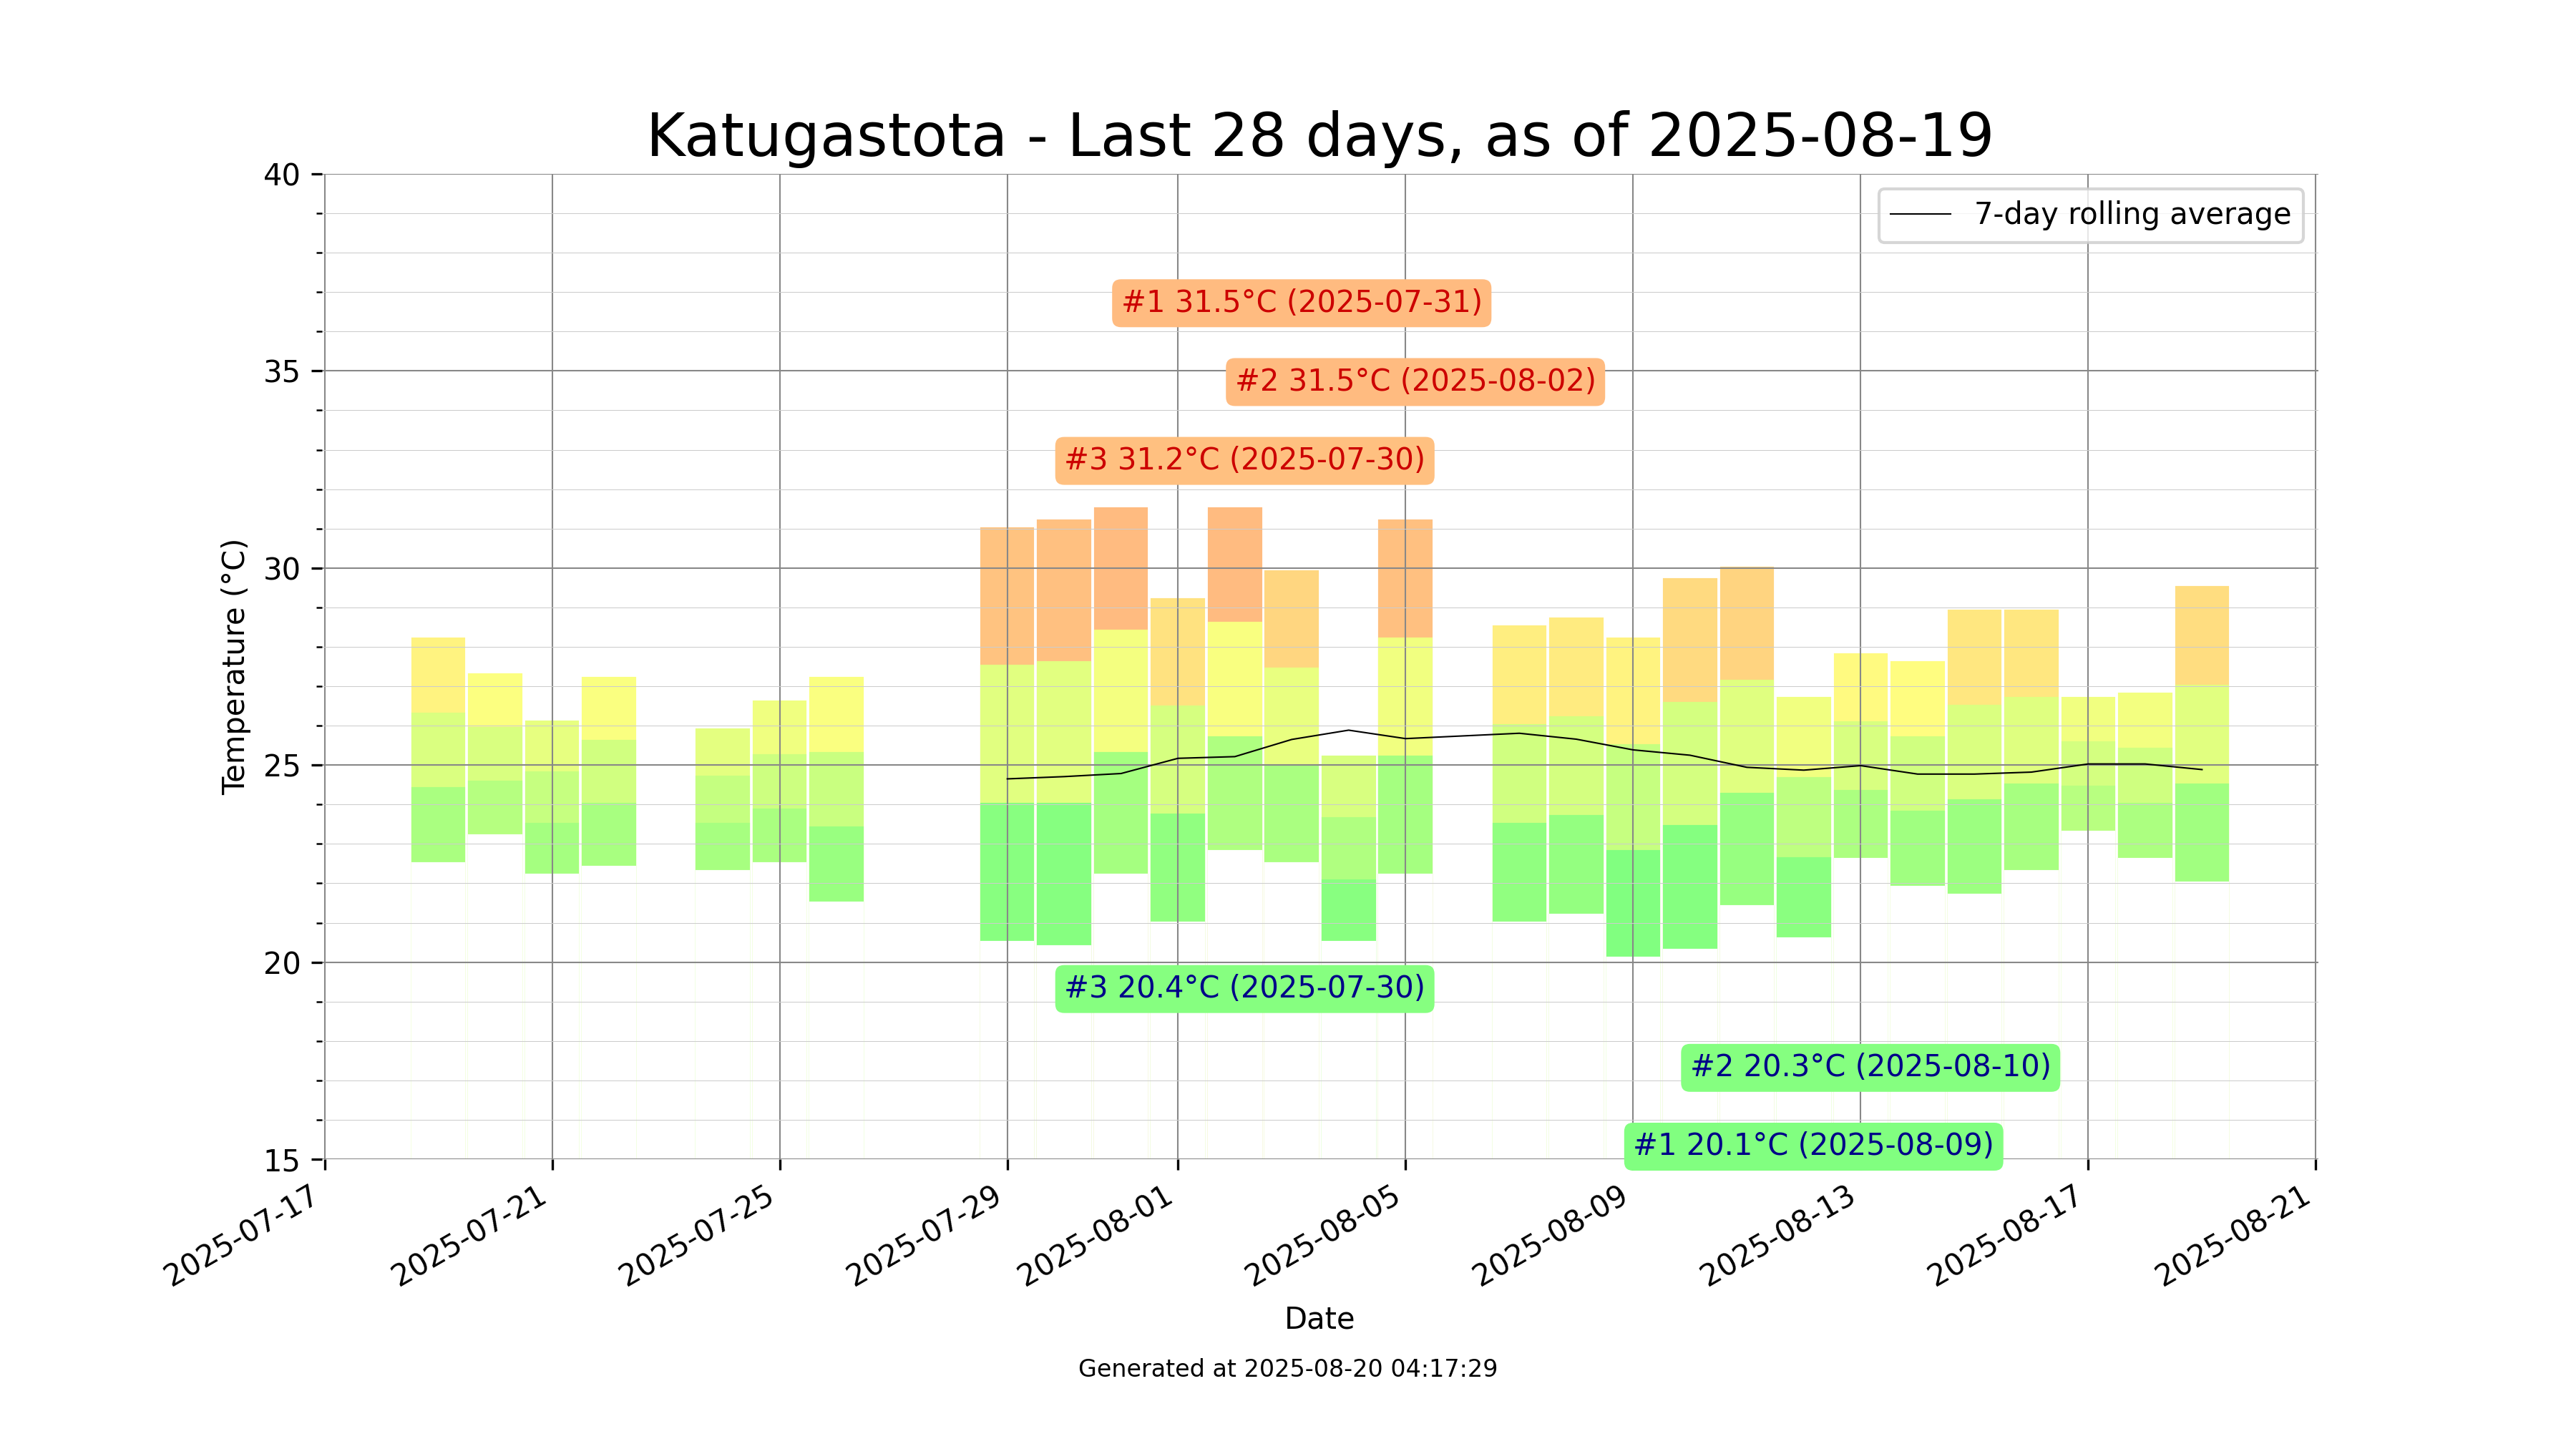 Katugastota - Last 28 days, as of 2025-08-19
7-day rolling average
#1 31.5°C (2025-07-31)
#2 31.5°C (2025-08-02)
#3 31.2°C (2025-07-30)
#3 20.4°C (2025-07-30)
#2 20.3°C (2025-08-10)
#1 20.1°C (2025-08-09)
Temperature (°C)
40
35
30
25
20
15
2025-07-17
2025-07-21
2025-07-25
2025-07-29
2025-08-01
2025-08-05
2025-08-09
2025-08-13
2025-08-17
2025-08-21
Date
Generated at 2025-08-20 04:17:29